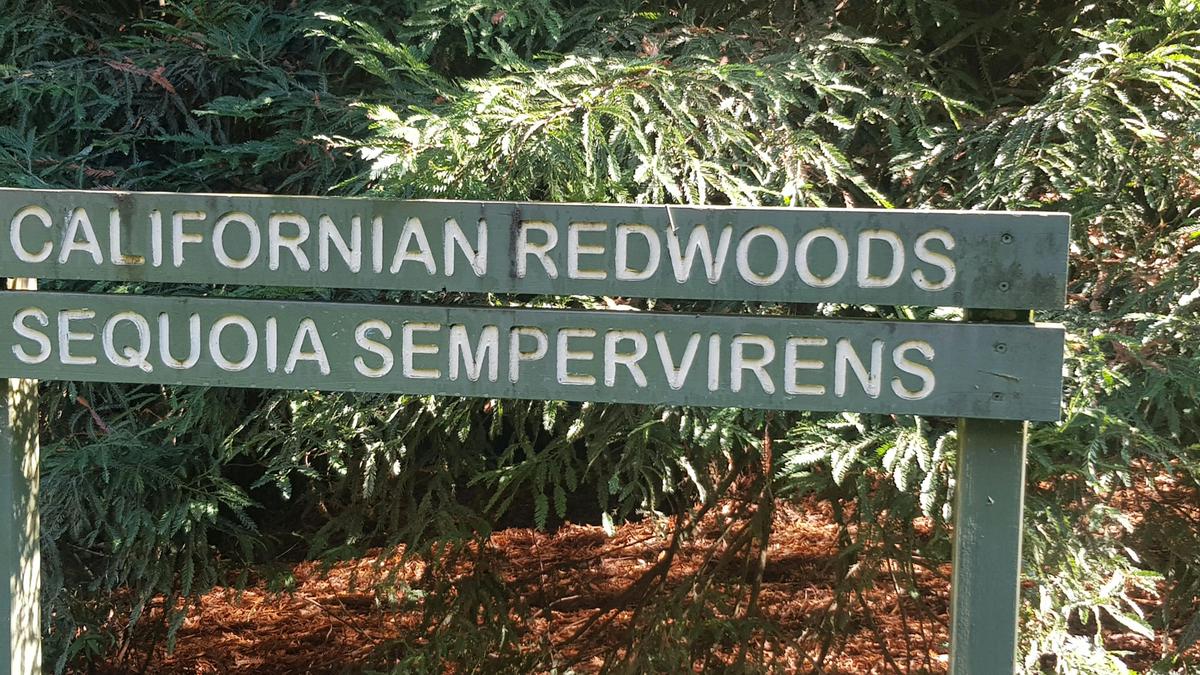 CALIFORNIAN REDWOODS
SEQUOIA SEMPERVIRENS